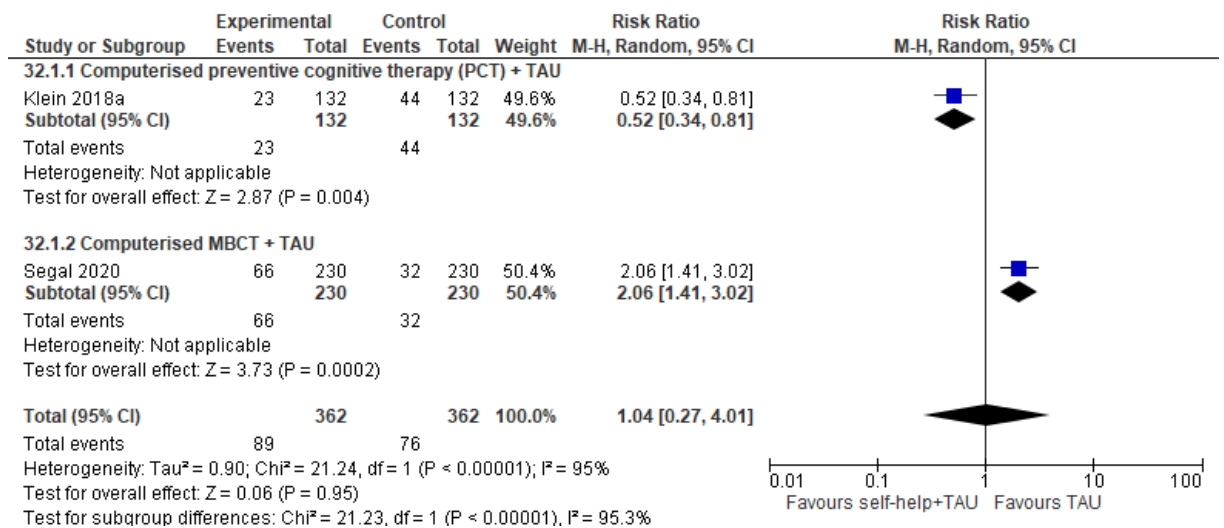 Experimental Control Risk Ratio Risk Ratio
Study or Subgroup Events Total Events Total Weight M-H, Random, 95% CI M-H, Random, 95% CI
32.1.1 Computerised preventive cognitive therapy (PCT) + TAU
Klein 2018a 23 132 44 132 49.6% 0.52 [0.34, 0.81]
Subtotal (95% CI) 132 132 49.6% 0.52 [0.34, 0.81]
Total events 23 44
Heterogeneity: Not applicable
Test for overall effect: Z = 2.87 (P = 0.004)
32.1.2 Computerised MBCT + TAU
Segal 2020 66 230 32 230 50.4% 2.06 [1.41, 3.02]
Subtotal (95% CI) 230 230 50.4% 2.06 [1.41, 3.02]
Total events 66 32
Heterogeneity: Not applicable
Test for overall effect: Z = 3.73 (P = 0.0002)
Total (95% CI) 362 362 100.0% 1.04 [0.27, 4.01]
Total events 89 76
Heterogeneity: Tau² = 0.90; Chi² = 21.24, df = 1 (P < 0.00001); I² = 95%
Test for overall effect: Z = 0.06 (P = 0.95)
Test for subgroup differences: Chi² = 21.23, df = 1 (P < 0.00001), I² = 95.3%
0.01 0.1 1 10 100
Favours self-help+TAU Favours TAU